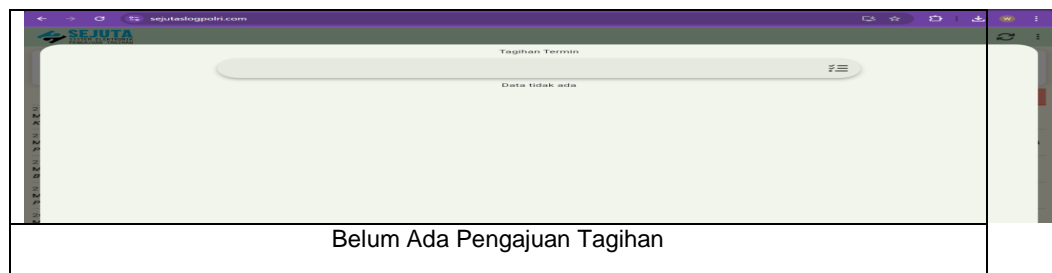 sejutaslogpolri.com
W
SEJUTA
Tagihan Termin
Data tidak ada
Belum Ada Pengajuan Tagihan